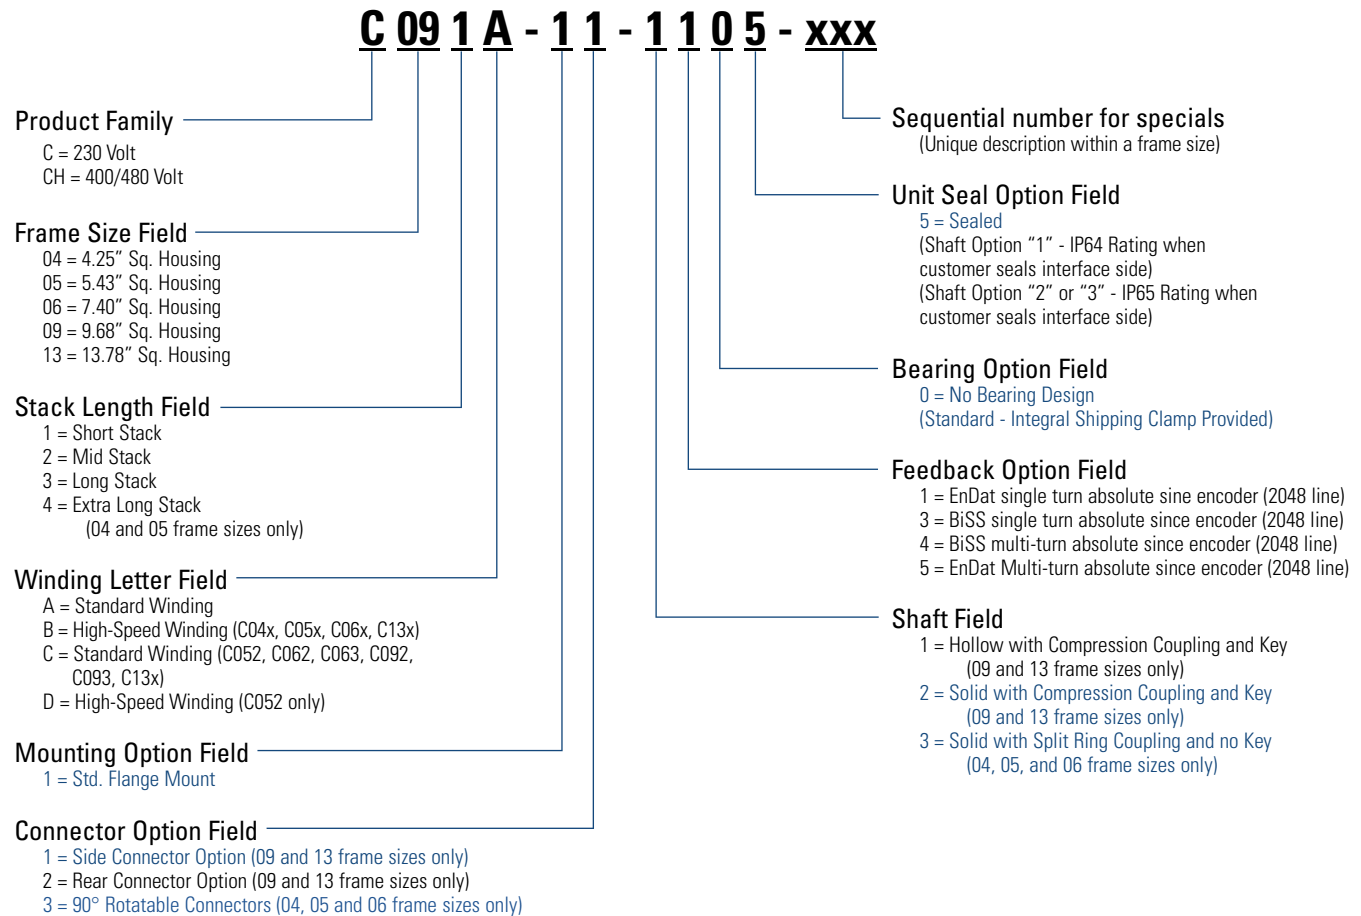 C 091 A - 1 1 - 1 1 0 5 - xxx
Product Family
C = 230 Volt
CH = 400/480 Volt
Frame Size Field
04 = 4.25” Sq. Housing
05 = 5.43” Sq. Housing
06 = 7.40” Sq. Housing
09 = 9.68” Sq. Housing
13 = 13.78” Sq. Housing
Stack Length Field
1 = Short Stack
2 = Mid Stack
3 = Long Stack
4 = Extra Long Stack
(04 and 05 frame sizes only)
Winding Letter Field
A = Standard Winding
B = High-Speed Winding (C04x, C05x, C06x, C13x)
C = Standard Winding (C052, C062, C063, C092,
C093, C13x)
D = High-Speed Winding (C052 only)
Mounting Option Field
1 = Std. Flange Mount
Connector Option Field
1 = Side Connector Option (09 and 13 frame sizes only)
2 = Rear Connector Option (09 and 13 frame sizes only)
3 = 90° Rotatable Connectors (04, 05 and 06 frame sizes only)
Sequential number for specials
(Unique description within a frame size)
Unit Seal Option Field
5 = Sealed
(Shaft Option “1” - IP64 Rating when
customer seals interface side)
(Shaft Option “2” or “3” - IP65 Rating when
customer seals interface side)
Bearing Option Field
0 = No Bearing Design
(Standard - Integral Shipping Clamp Provided)
Feedback Option Field
1 = EnDat single turn absolute sine encoder (2048 line)
3 = BiSS single turn absolute since encoder (2048 line)
4 = BiSS multi-turn absolute since encoder (2048 line)
5 = EnDat Multi-turn absolute since encoder (2048 line)
Shaft Field
1 = Hollow with Compression Coupling and Key
(09 and 13 frame sizes only)
2 = Solid with Compression Coupling and Key
(09 and 13 frame sizes only)
3 = Solid with Split Ring Coupling and no Key
(04, 05, and 06 frame sizes only)